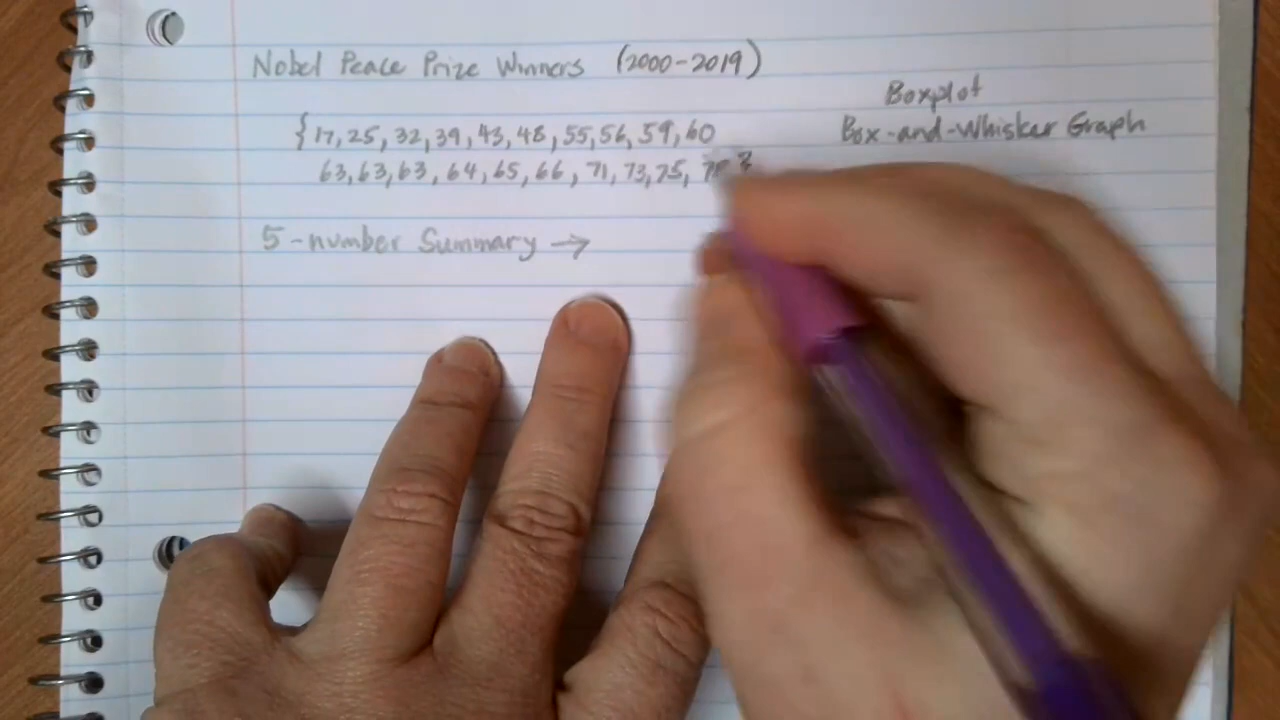 Nobel Peace Prize Winners (2000-2019)
Boxplot
Box-and-Whisker Graph
{17, 25, 32, 39, 43, 48, 55, 56, 59, 60
63, 63, 63, 64, 65, 66, 71, 73, 75,
5-number Summary →